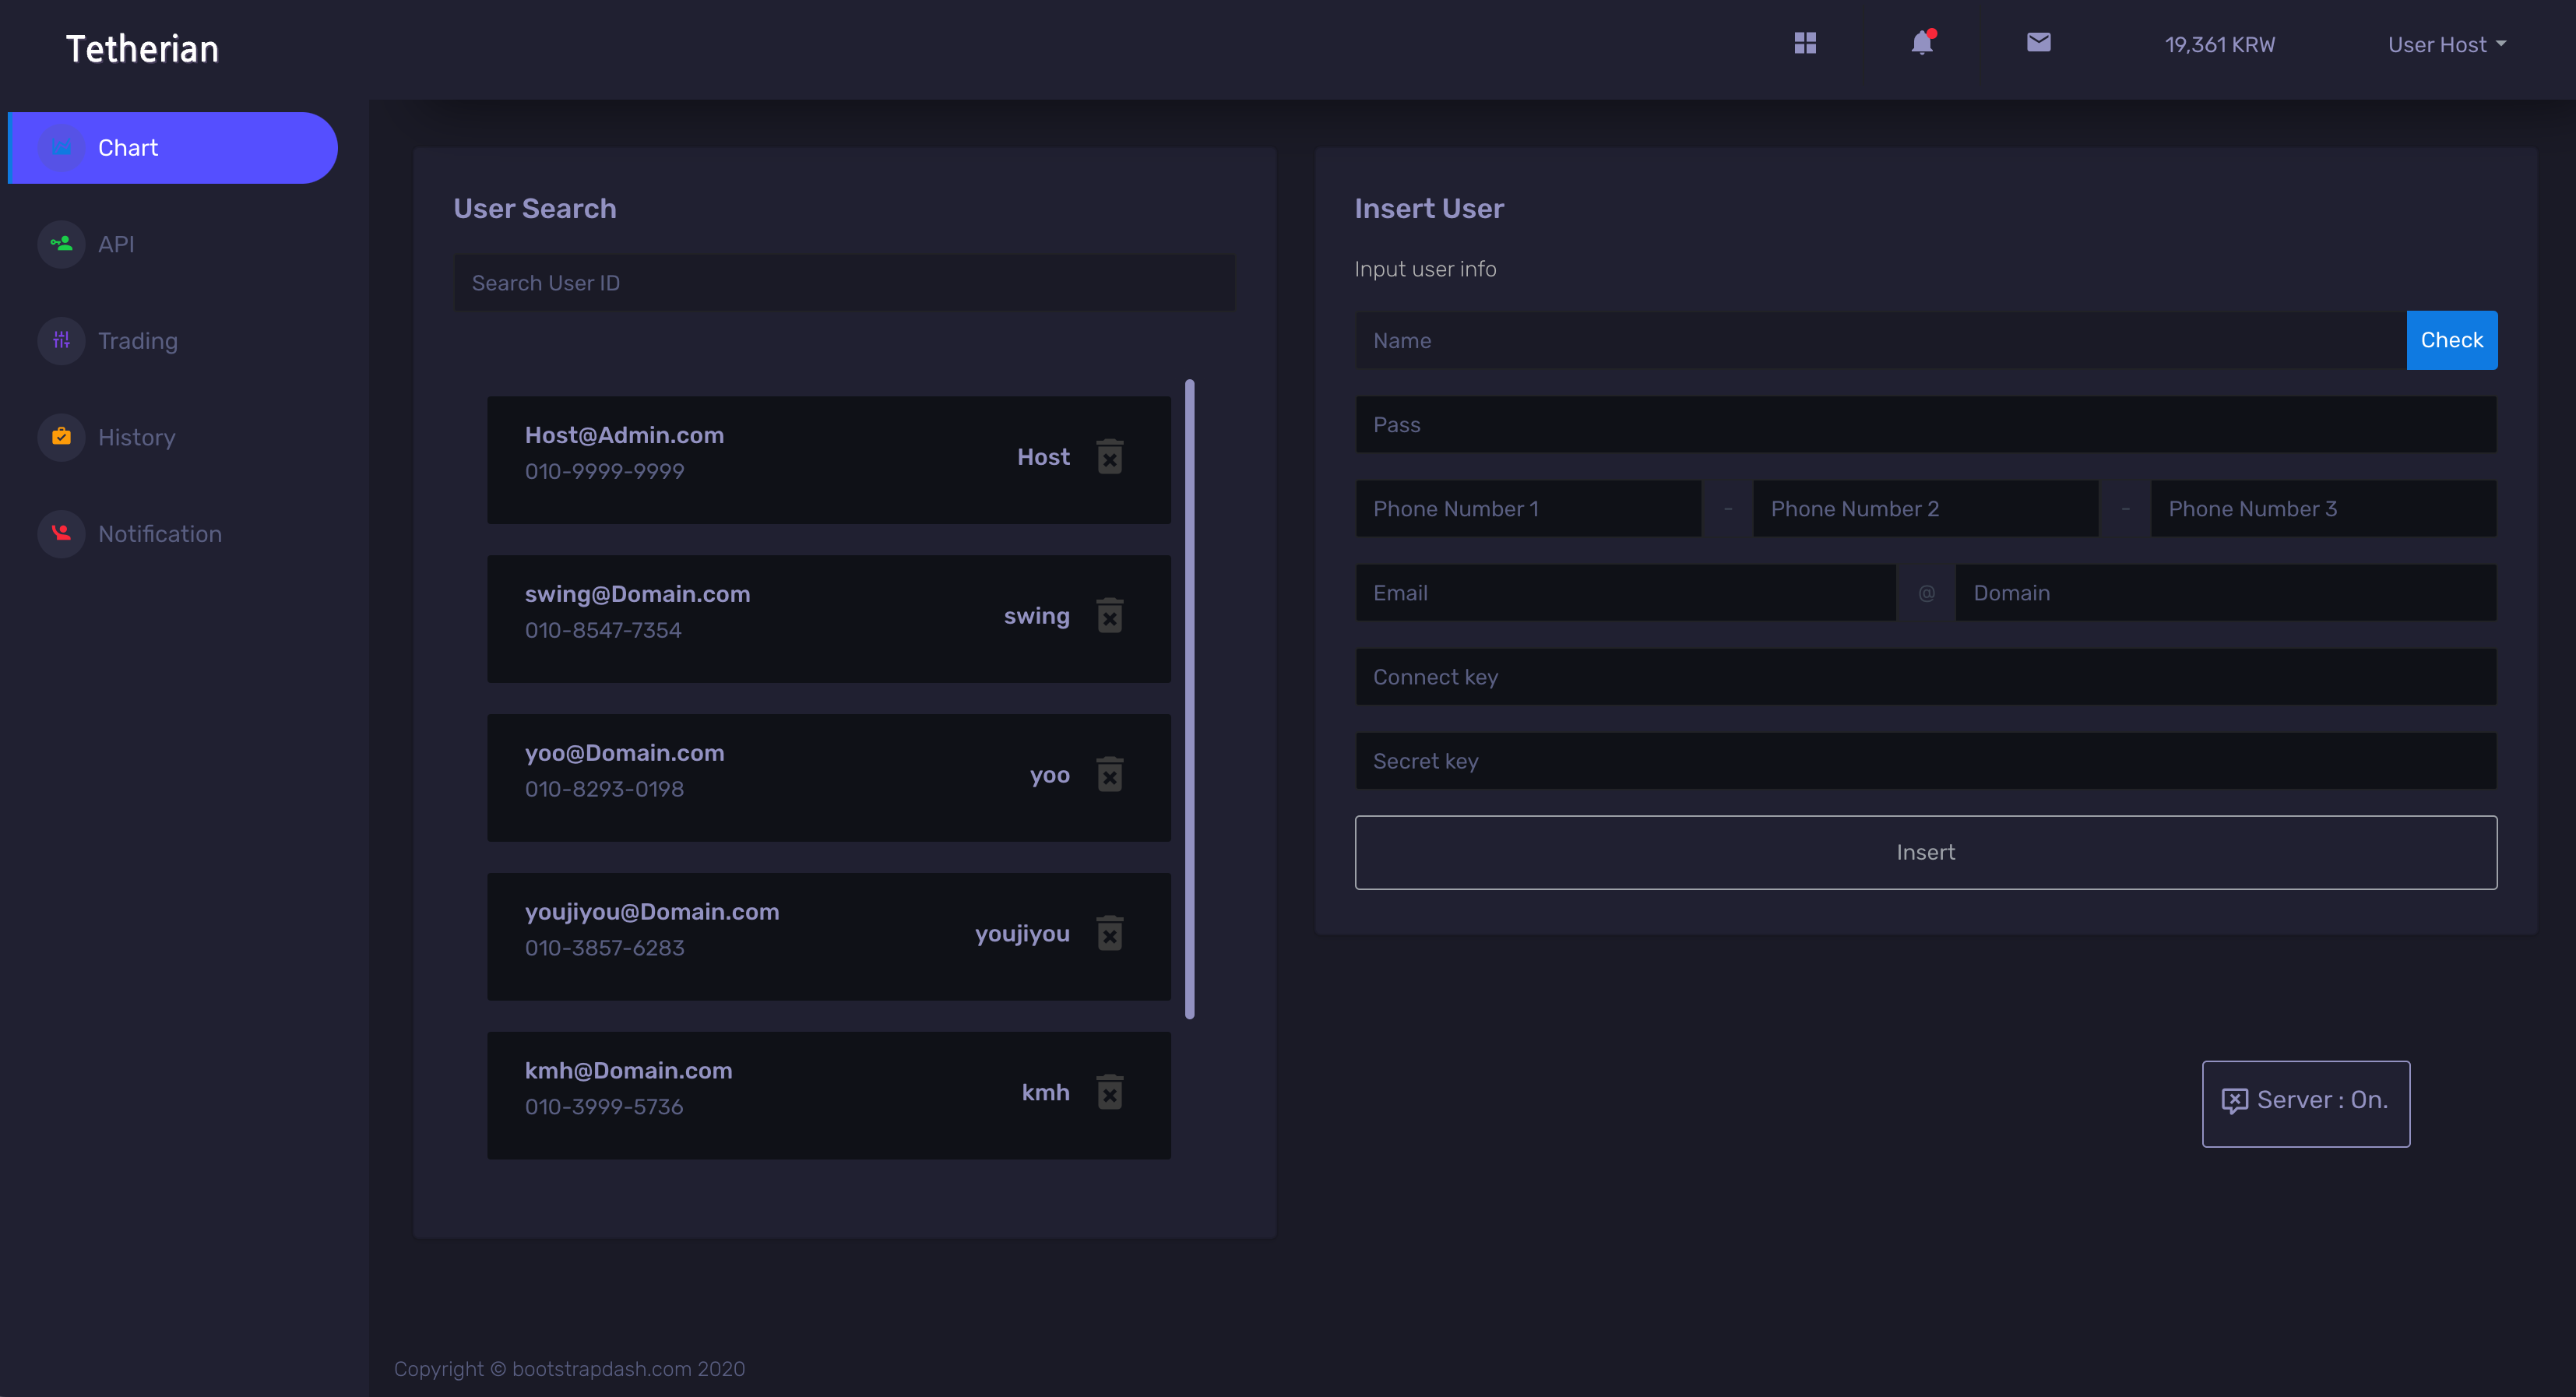 Tetherian
19,361 KRW
User Host
Chart
API
Trading
History
Notification
User Search
Search User ID
Host@Admin.com
010-9999-9999
Host
swing@Domain.com
010-8547-7354
swing
yoo@Domain.com
010-8293-0198
yoo
youjiyou@Domain.com
010-3857-6283
youjiyou
kmh@Domain.com
010-3999-5736
kmh
Insert User
Input user info
Name
Check
Pass
Phone Number 1 - Phone Number 2 - Phone Number 3
Email @ Domain
Connect key
Secret key
Insert
Server : On.
Copyright © bootstrapdash.com 2020